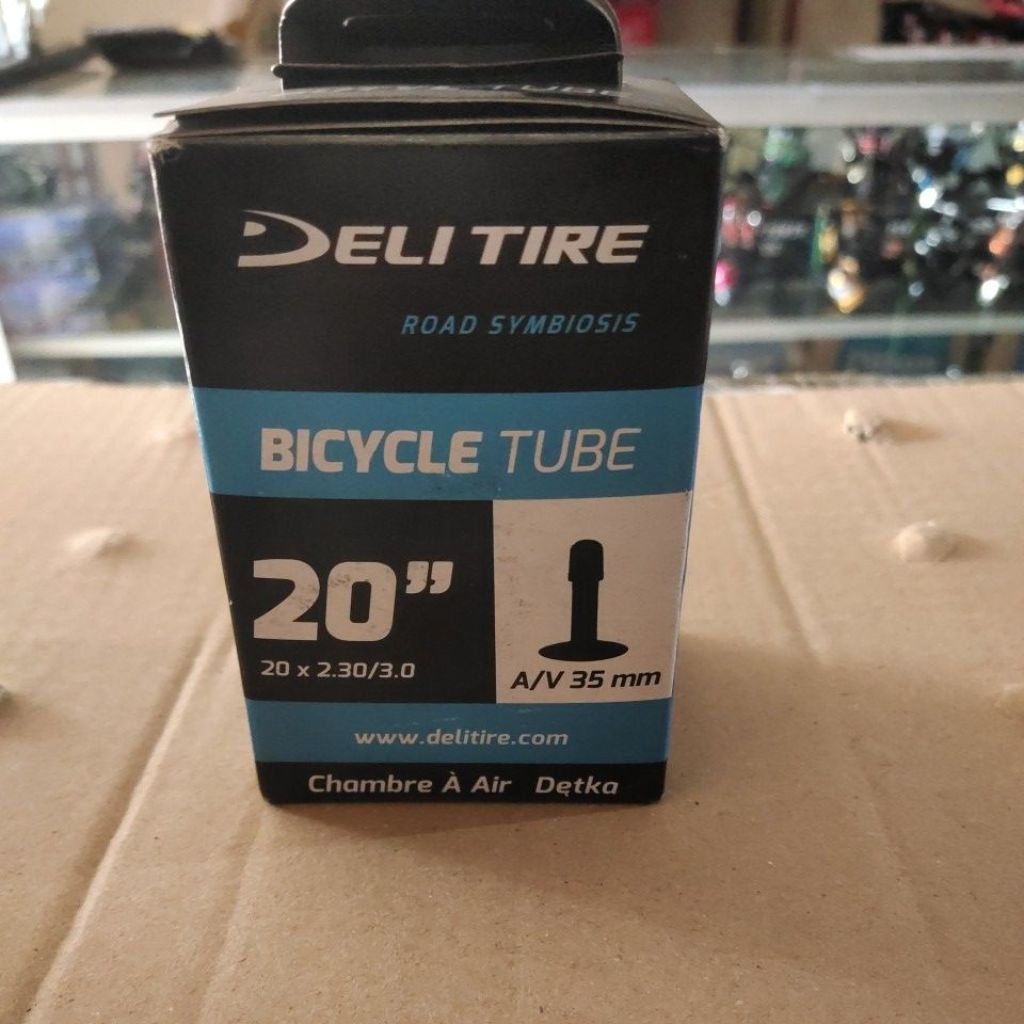 DELI TIRE
ROAD SYMBIOSIS
BICYCLE TUBE
20”
20 x 2.30/3.0
A/V 35 mm
www.delitire.com
Chambre À Air Dętka